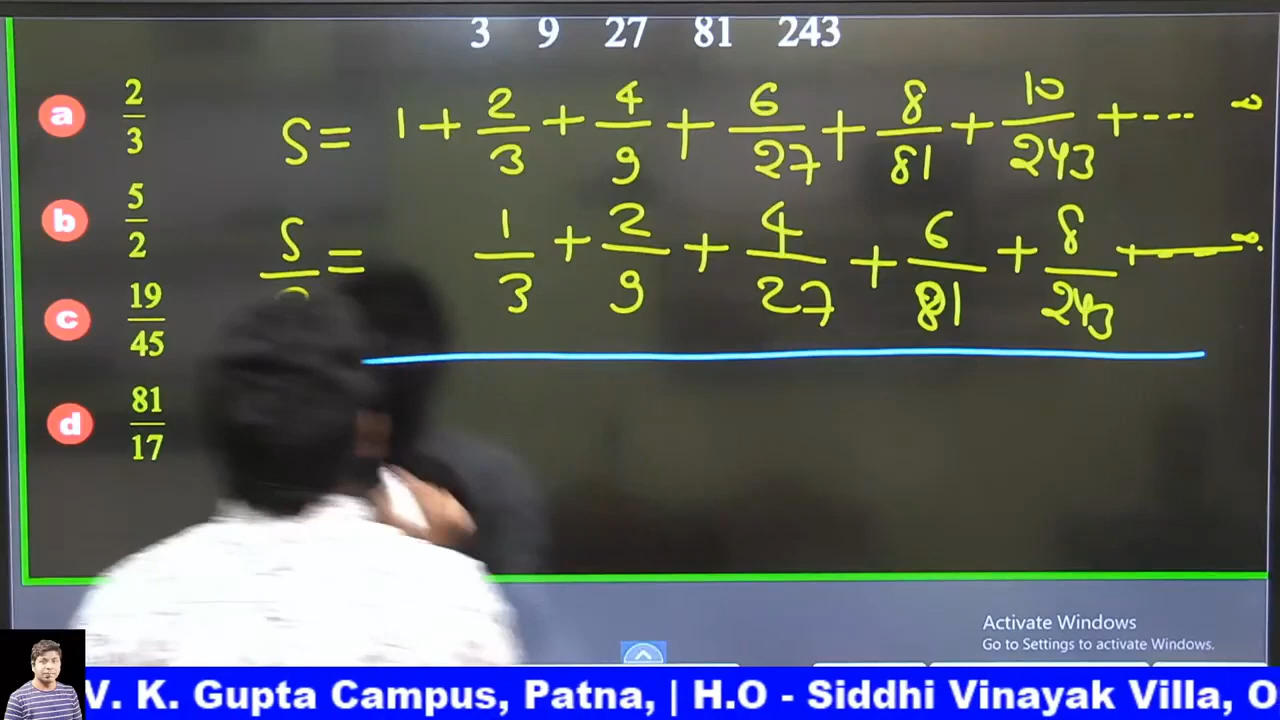 3 9 27 81 243
a 2/3
S = 1 + 2/3 + 4/9 + 6/27 + 8/81 + 10/243 + --- ∞
b 5/2
S/ = 1/3 + 2/9 + 4/27 + 6/81 + 8/243 + ——— ∞
c 19/45
d 81/17
Activate Windows
Go to Settings to activate Windows.
V. K. Gupta Campus, Patna, | H.O - Siddhi Vinayak Villa, O